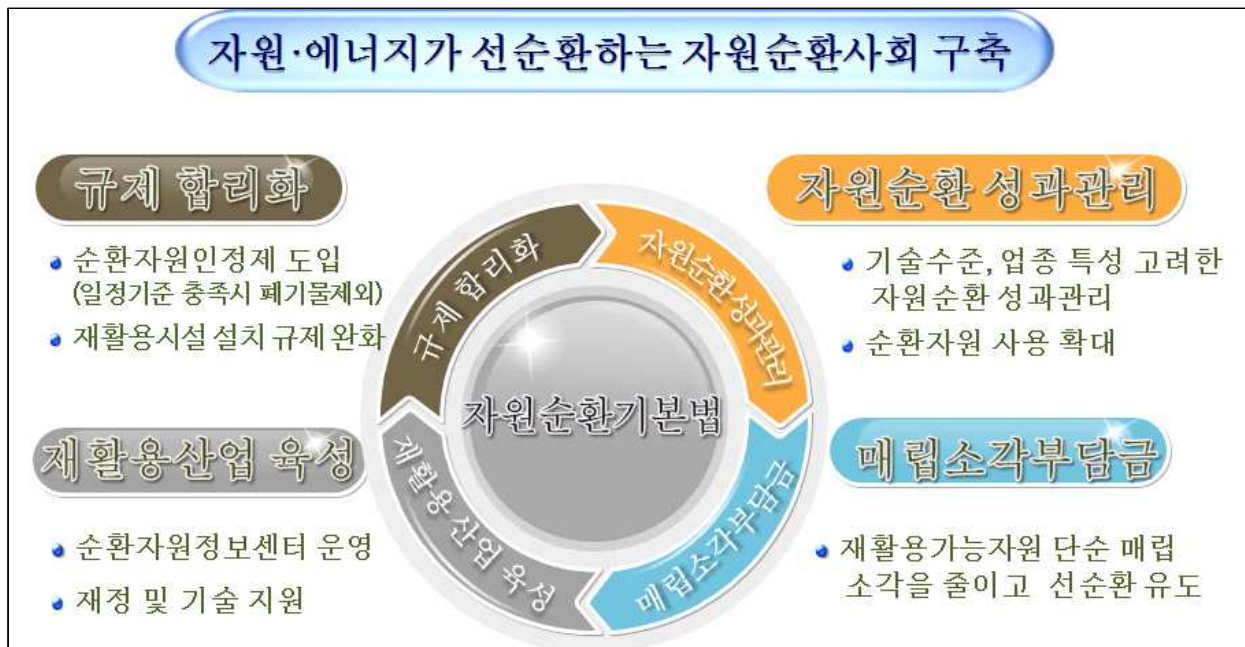 자원·에너지가 선순환하는 자원순환사회 구축
규제 합리화
순환자원인정제 도입
(일정기준 충족시 폐기물제외)
재활용시설 설치 규제 완화
자원순환 성과관리
기술수준, 업종 특성 고려한
자원순환 성과관리
순환자원 사용 확대
규제 합리화
자원순환 성과관리
자원순환기본법
재활용 산업 육성
매립소각부담금
재활용산업 육성
순환자원정보센터 운영
재정 및 기술 지원
매립소각부담금
재활용가능자원 단순 매립
소각을 줄이고 선순환 유도